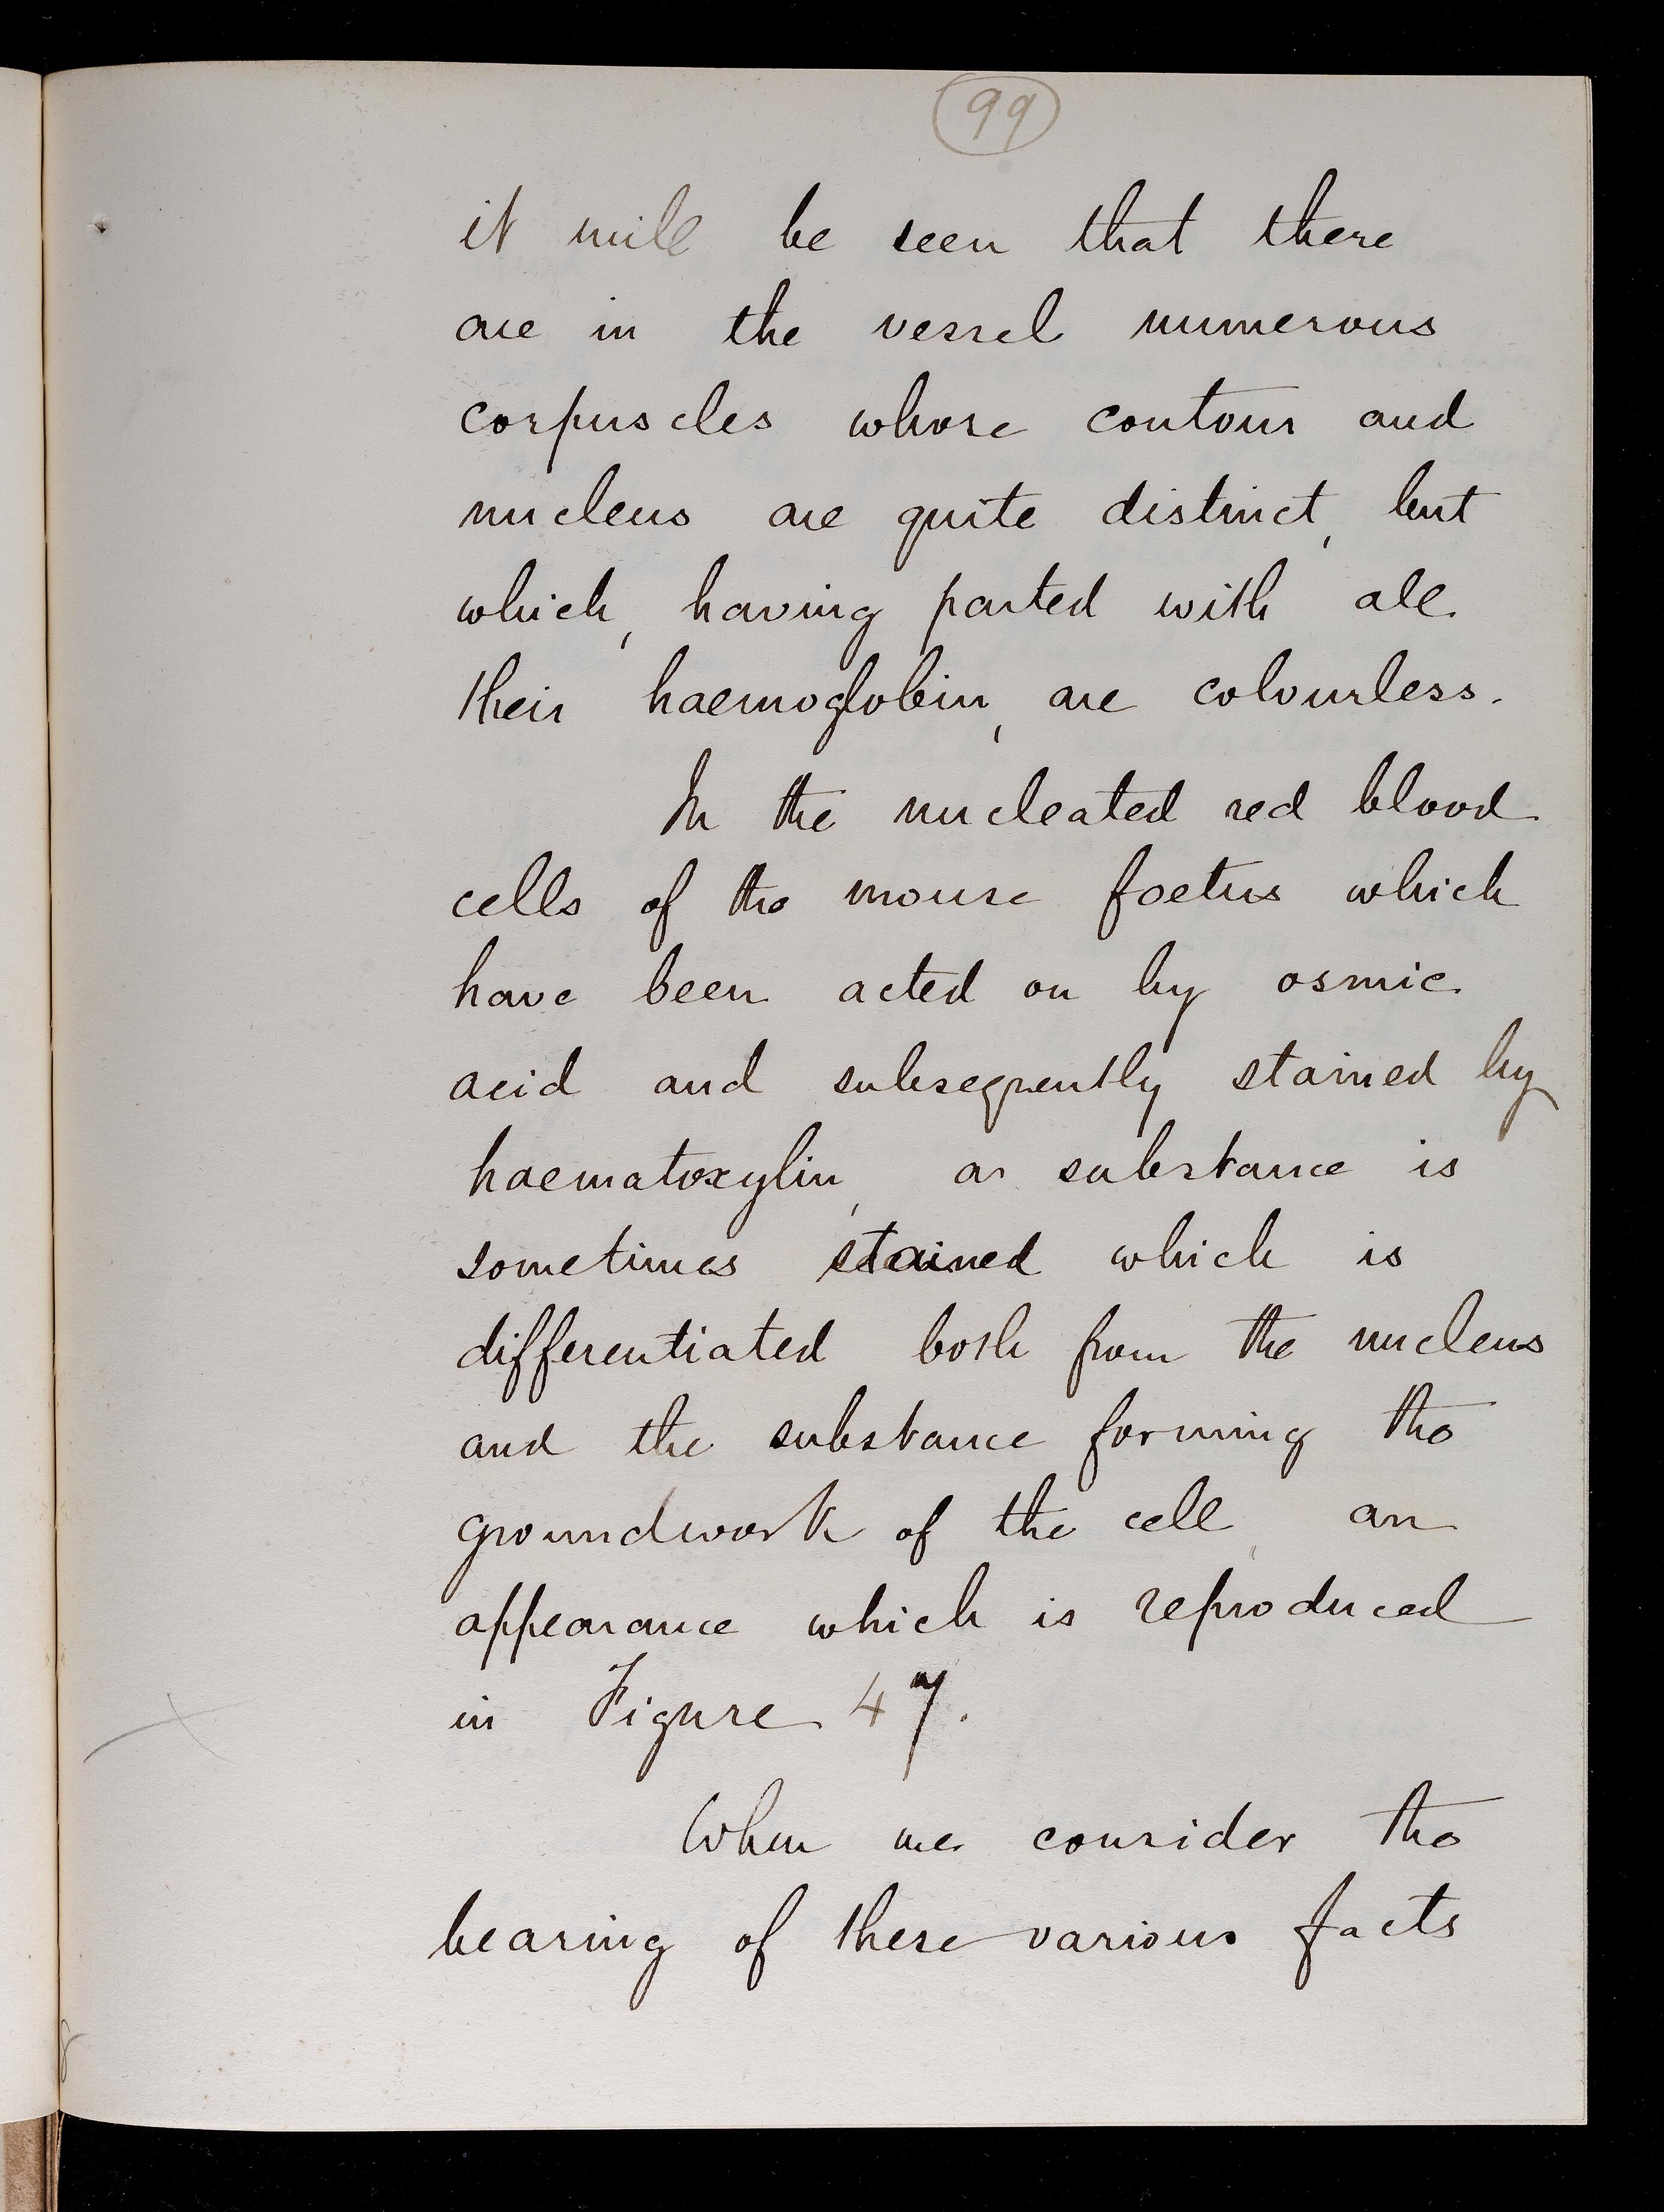 99
it will be seen that there
are in the vessel numerous
corpuscles whose contour and
nucleus are quite distinct, but
which, having parted with all
their haemoglobin, are colourless.
In the nucleated red blood
cells of the mouse foetus which
have been acted on by osmic
acid and subsequently stained by
haematoxylin, a substance is
sometimes stained which is
differentiated both from the nucleus
and the substance forming the
groundwork of the cell, an
appearance which is reproduced
in Figure 47.
When we consider the
bearing of these various facts